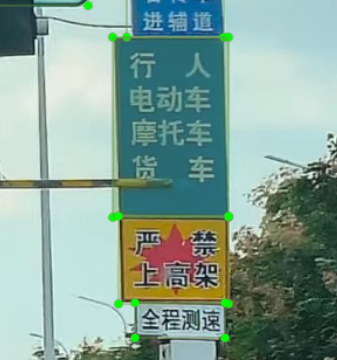 进辅道
行 人
电动车
摩托车
货 车
严 禁
上高架
全程测速